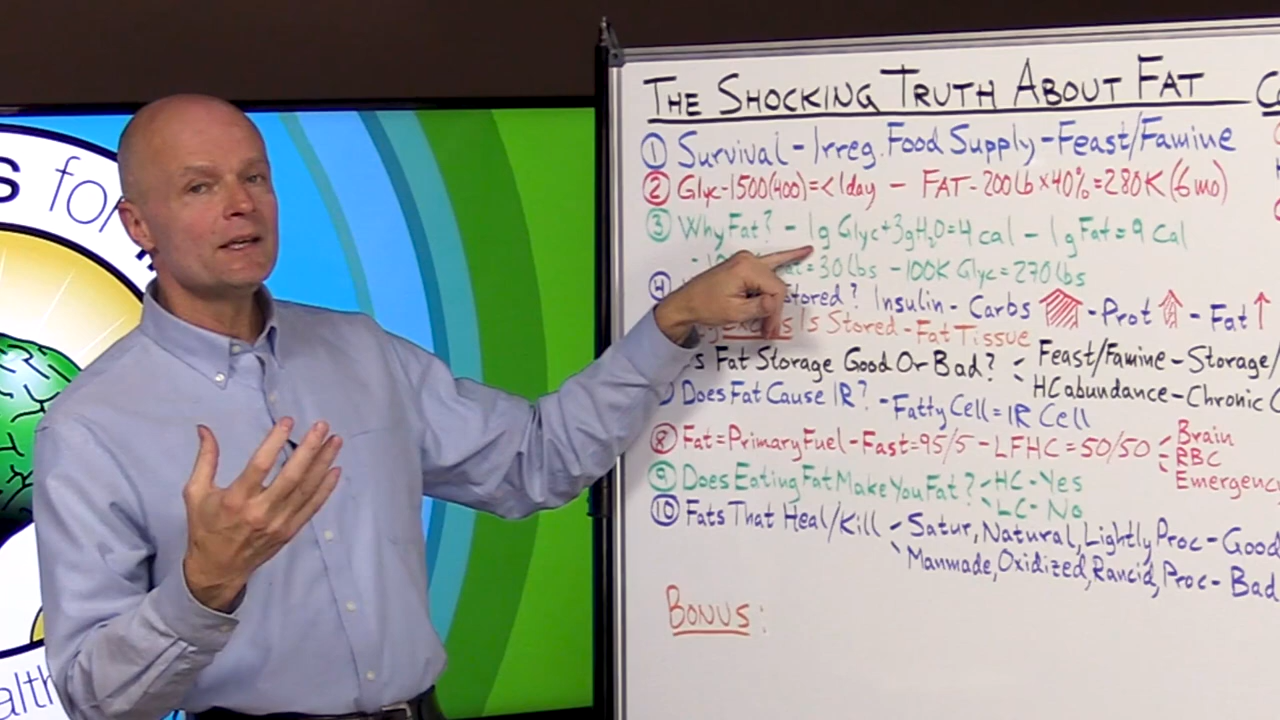 s for
alth
THE SHOCKING TRUTH ABOUT FAT
① Survival - Irreg. Food Supply - Feast/Famine
② Glyc-1500(400)=<1day - FAT-200lb×40%=280K(6mo)
③ Why Fat? - 1g Glyc+3gH₂O=4 cal - 1g Fat=9 Cal
= 30 lbs - 100K Glyc = 270 lbs
④ Stored? Insulin - Carbs - Prot - Fat ↑
Excess Is Stored - Fat Tissue
s Fat Storage Good Or Bad? Feast/Famine - Storage/
HC abundance - Chronic
Does Fat Cause IR? - Fatty Cell = IR Cell
⑧ Fat=Primary Fuel - Fast=95/5 - LFHC=50/50 Brain
RBC
Emergenc
⑨ Does Eating Fat Make You Fat? HC - Yes
LC - No
⑩ Fats That Heal/Kill Satur, Natural, Lightly Proc - Good
Manmade, Oxidized, Rancid, Proc - Bad
BONUS: